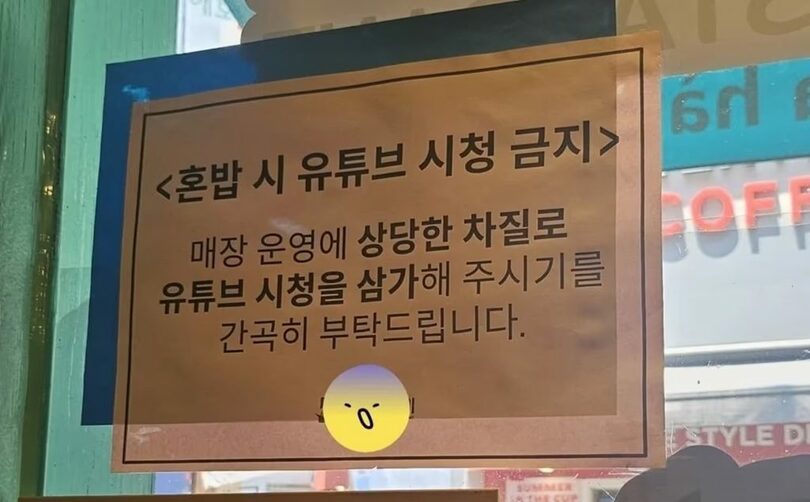 <혼밥 시 유튜브 시청 금지>
매장 운영에 상당한 차질로
유튜브 시청을 삼가해 주시기를
간곡히 부탁드립니다.
COFF
STYLE